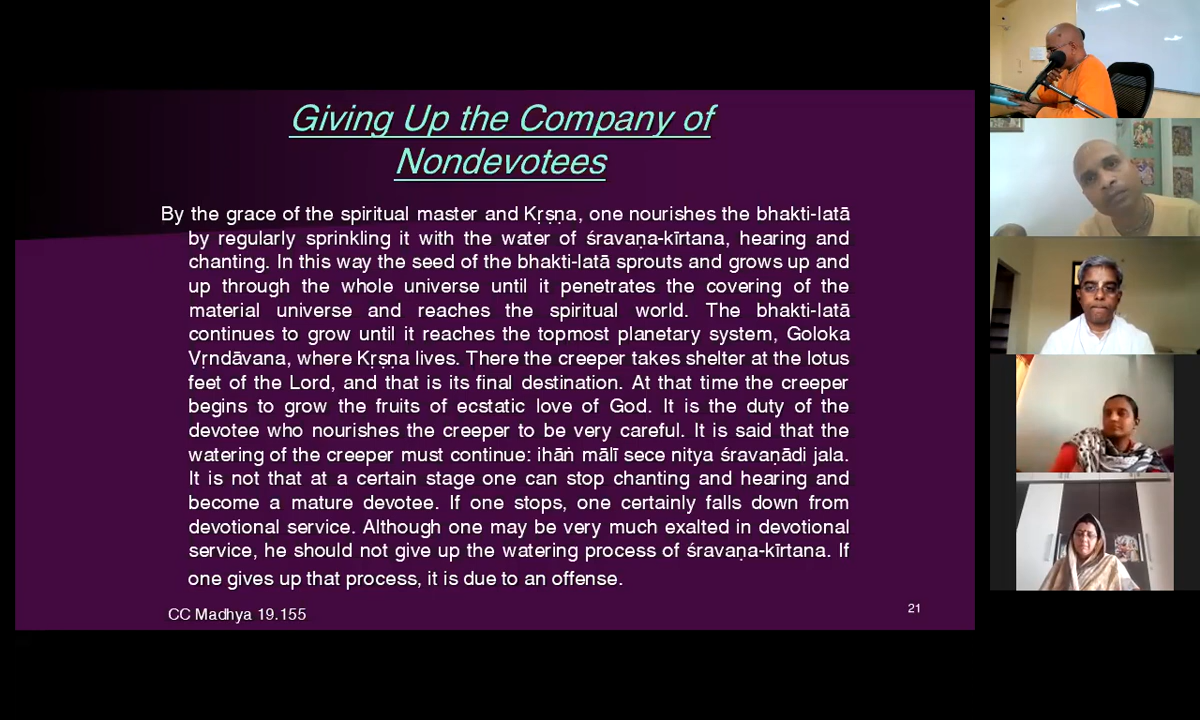 Giving Up the Company of
Nondevotees
By the grace of the spiritual master and Kṛṣṇa, one nourishes the bhakti-latā
by regularly sprinkling it with the water of śravaṇa-kīrtana, hearing and
chanting. In this way the seed of the bhakti-latā sprouts and grows up and
up through the whole universe until it penetrates the covering of the
material universe and reaches the spiritual world. The bhakti-latā
continues to grow until it reaches the topmost planetary system, Goloka
Vṛndāvana, where Kṛṣṇa lives. There the creeper takes shelter at the lotus
feet of the Lord, and that is its final destination. At that time the creeper
begins to grow the fruits of ecstatic love of God. It is the duty of the
devotee who nourishes the creeper to be very careful. It is said that the
watering of the creeper must continue: ihāṅ mālī sece nitya śravaṇādi jala.
It is not that at a certain stage one can stop chanting and hearing and
become a mature devotee. If one stops, one certainly falls down from
devotional service. Although one may be very much exalted in devotional
service, he should not give up the watering process of śravaṇa-kīrtana. If
one gives up that process, it is due to an offense.
CC Madhya 19.155
21